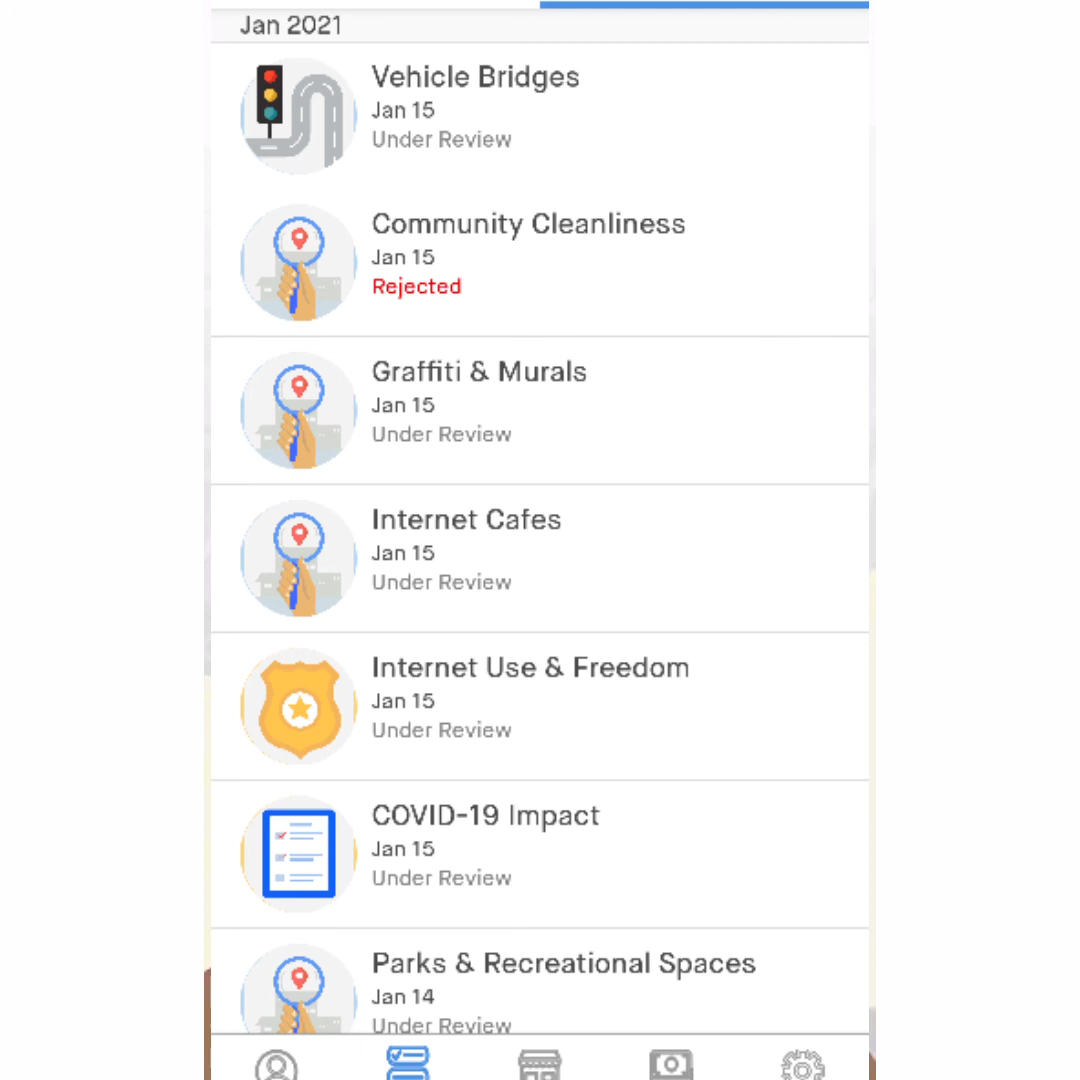 Jan 2021
Vehicle Bridges
Jan 15
Under Review
Community Cleanliness
Jan 15
Rejected
Graffiti & Murals
Jan 15
Under Review
Internet Cafes
Jan 15
Under Review
Internet Use & Freedom
Jan 15
Under Review
COVID-19 Impact
Jan 15
Under Review
Parks & Recreational Spaces
Jan 14
Under Review